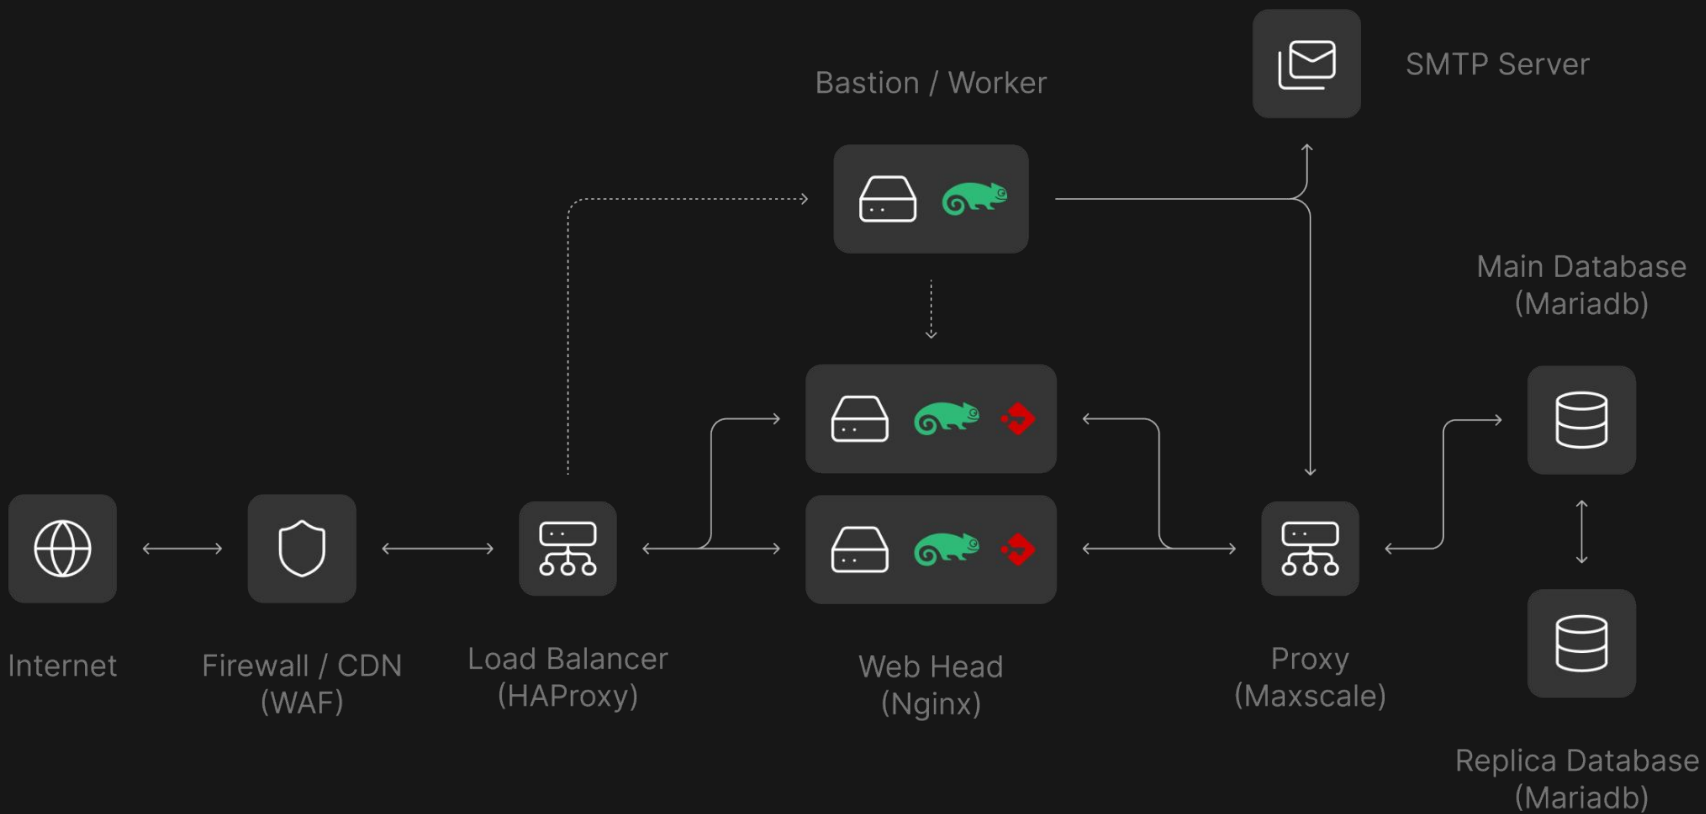 SMTP Server
Bastion / Worker
Main Database
(Mariadb)
Internet
Firewall / CDN
(WAF)
Load Balancer
(HAProxy)
Web Head
(Nginx)
Proxy
(Maxscale)
Replica Database
(Mariadb)